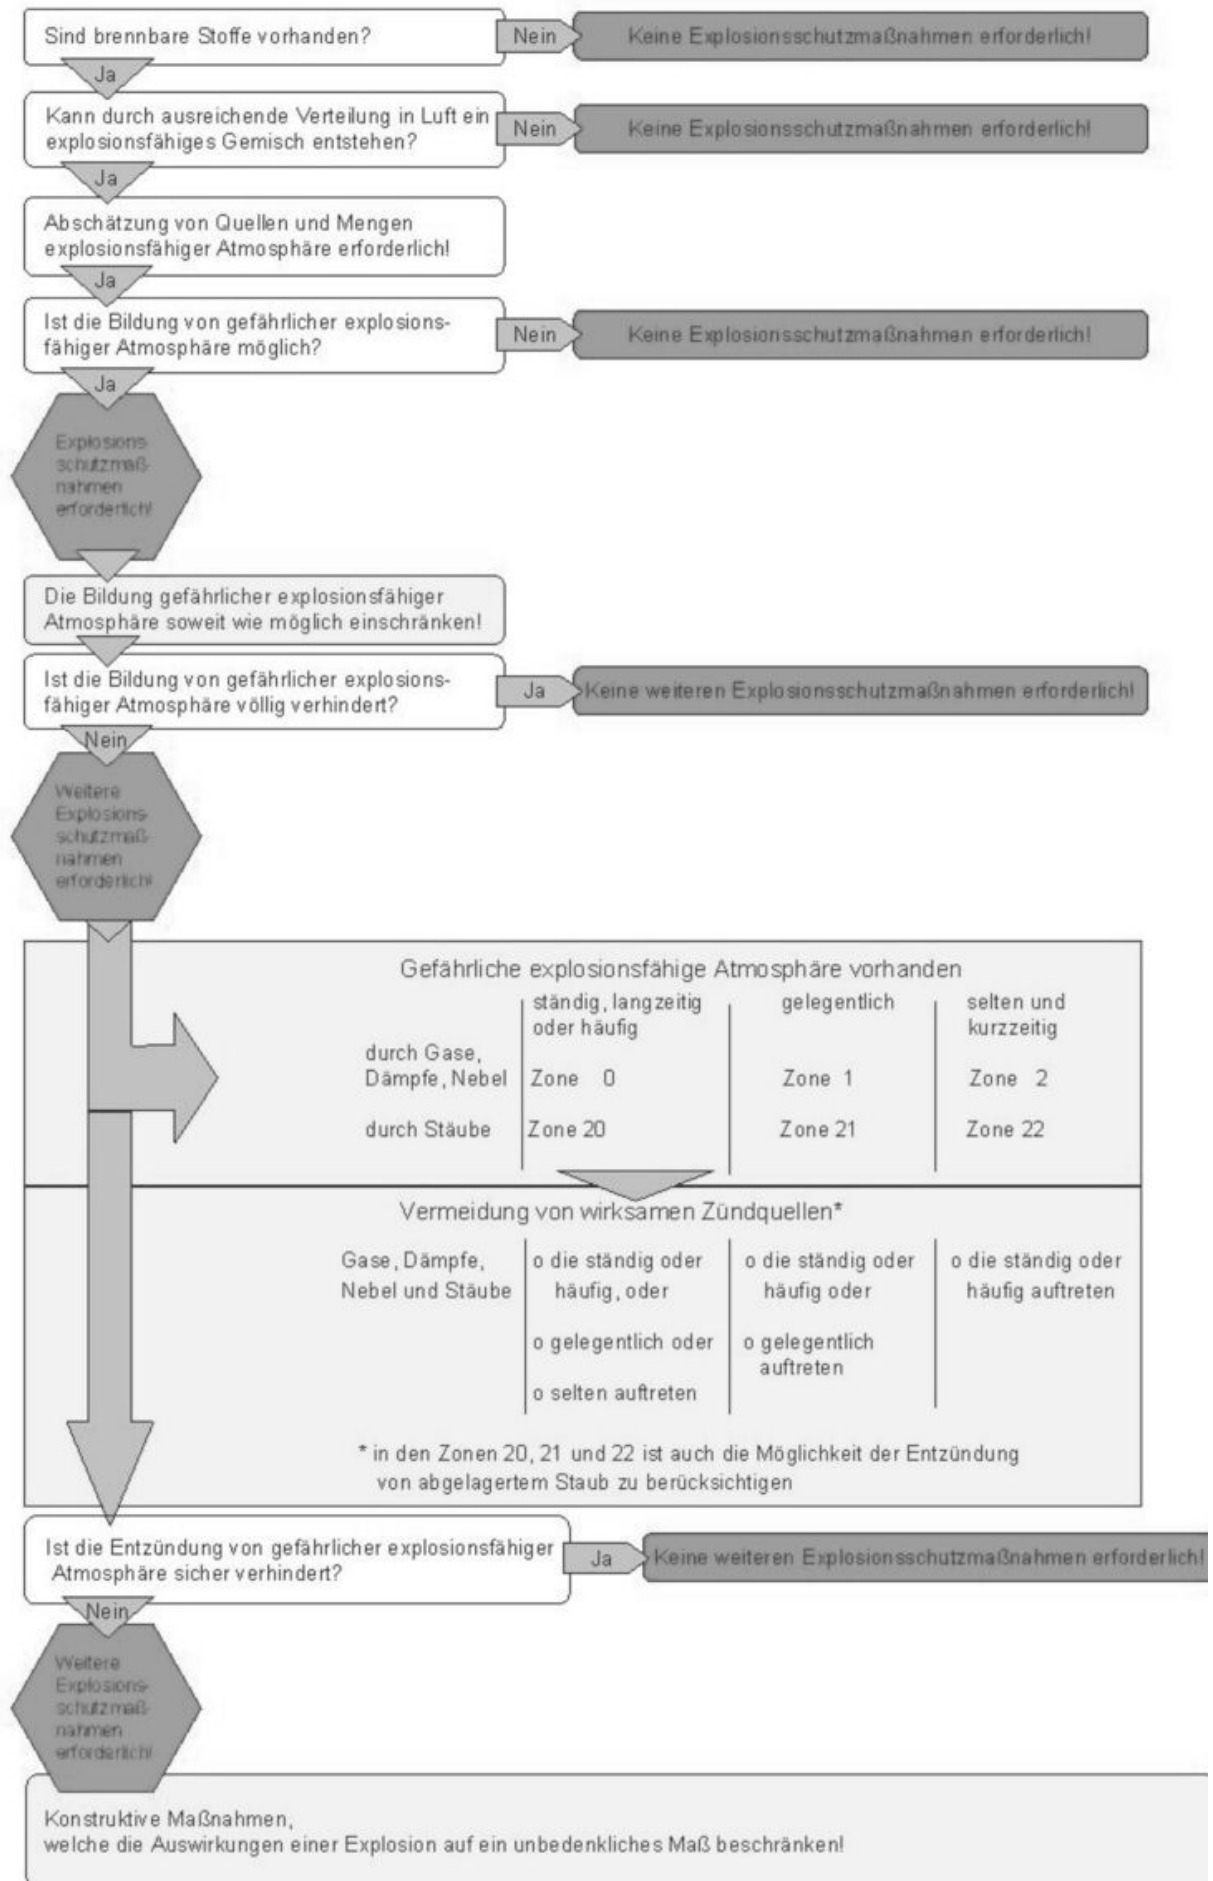 Sind brennbare Stoffe vorhanden?
Nein
Keine Explosionsschutzmaßnahmen erforderlich!
Ja
Kann durch ausreichende Verteilung in Luft ein
explosionsfähiges Gemisch entstehen?
Nein
Keine Explosionsschutzmaßnahmen erforderlich!
Ja
Abschätzung von Quellen und Mengen
explosionsfähiger Atmosphäre erforderlich!
Ja
Ist die Bildung von gefährlicher explosions-
fähiger Atmosphäre möglich?
Nein
Keine Explosionsschutzmaßnahmen erforderlich!
Ja
Explosions-
schutzmaß-
nahmen
erforderlich!
Die Bildung gefährlicher explosionsfähiger
Atmosphäre soweit wie möglich einschränken!
Ist die Bildung von gefährlicher explosions-
fähiger Atmosphäre völlig verhindert?
Ja
Keine weiteren Explosionsschutzmaßnahmen erforderlich!
Nein
Weitere
Explosions-
schutzmaß-
nahmen
erforderlich!
Gefährliche explosionsfähige Atmosphäre vorhanden
ständig, langzeitig
oder häufig
gelegentlich
selten und
kurzzeitig
durch Gase,
Dämpfe, Nebel
Zone 0
Zone 1
Zone 2
durch Stäube
Zone 20
Zone 21
Zone 22
Vermeidung von wirksamen Zündquellen*
Gase, Dämpfe,
Nebel und Stäube
o die ständig oder
häufig, oder
o gelegentlich oder
o selten auftreten
o die ständig oder
häufig oder
o gelegentlich
auftreten
o die ständig oder
häufig auftreten
* in den Zonen 20, 21 und 22 ist auch die Möglichkeit der Entzündung
von abgelagertem Staub zu berücksichtigen
Ist die Entzündung von gefährlicher explosionsfähiger
Atmosphäre sicher verhindert?
Ja
Keine weiteren Explosionsschutzmaßnahmen erforderlich!
Nein
Weitere
Explosions-
schutzmaß-
nahmen
erforderlich!
Konstruktive Maßnahmen,
welche die Auswirkungen einer Explosion auf ein unbedenkliches Maß beschränken!